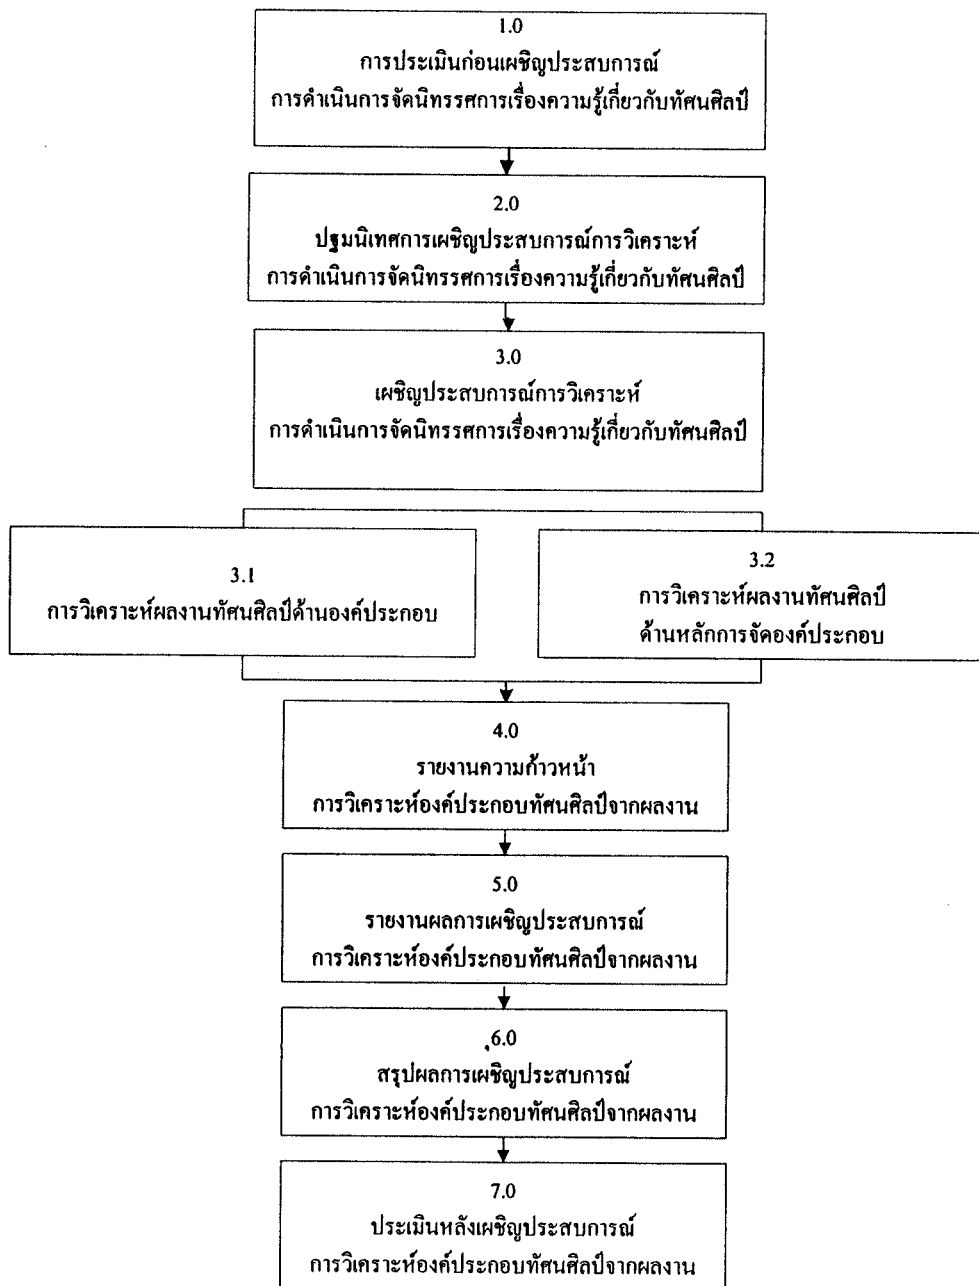 1.0
การประเมินก่อนเผชิญประสบการณ์
การดำเนินการจัดนิทรรศการเรื่องความรู้เกี่ยวกับทัศนศิลป์
2.0
ปฐมนิเทศการเผชิญประสบการณ์การวิเคราะห์
การดำเนินการจัดนิทรรศการเรื่องความรู้เกี่ยวกับทัศนศิลป์
3.0
เผชิญประสบการณ์การวิเคราะห์
การดำเนินการจัดนิทรรศการเรื่องความรู้เกี่ยวกับทัศนศิลป์
3.1
การวิเคราะห์ผลงานทัศนศิลป์ด้านองค์ประกอบ
3.2
การวิเคราะห์ผลงานทัศนศิลป์
ด้านหลักการจัดองค์ประกอบ
4.0
รายงานความก้าวหน้า
การวิเคราะห์องค์ประกอบทัศนศิลป์จากผลงาน
5.0
รายงานผลการเผชิญประสบการณ์
การวิเคราะห์องค์ประกอบทัศนศิลป์จากผลงาน
6.0
สรุปผลการเผชิญประสบการณ์
การวิเคราะห์องค์ประกอบทัศนศิลป์จากผลงาน
7.0
ประเมินหลังเผชิญประสบการณ์
การวิเคราะห์องค์ประกอบทัศนศิลป์จากผลงาน